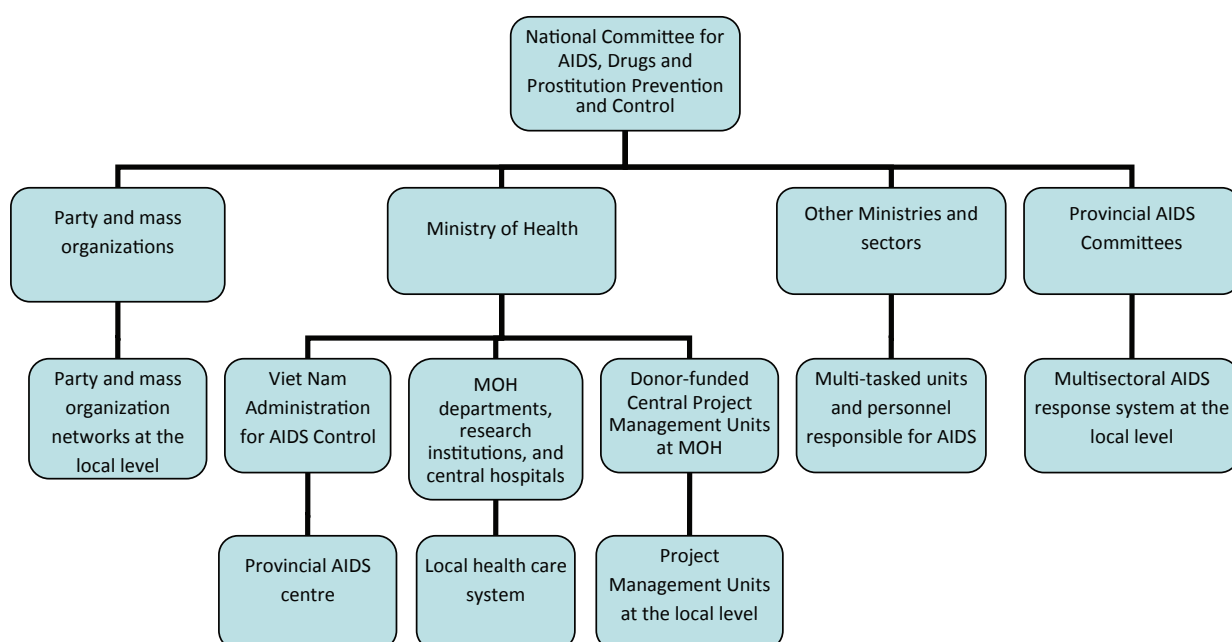 National Committee for
AIDS, Drugs and
Prostitution Prevention
and Control
Party and mass
organizations
Ministry of Health
Other Ministries and
sectors
Provincial AIDS
Committees
Party and mass
organization
networks at the
local level
Viet Nam
Administration
for AIDS Control
MOH
departments,
research
institutions, and
central hospitals
Donor-funded
Central Project
Management Units
at MOH
Multi-tasked units
and personnel
responsible for AIDS
Multisectoral AIDS
response system at the
local level
Provincial AIDS
centre
Local health care
system
Project
Management Units
at the local level